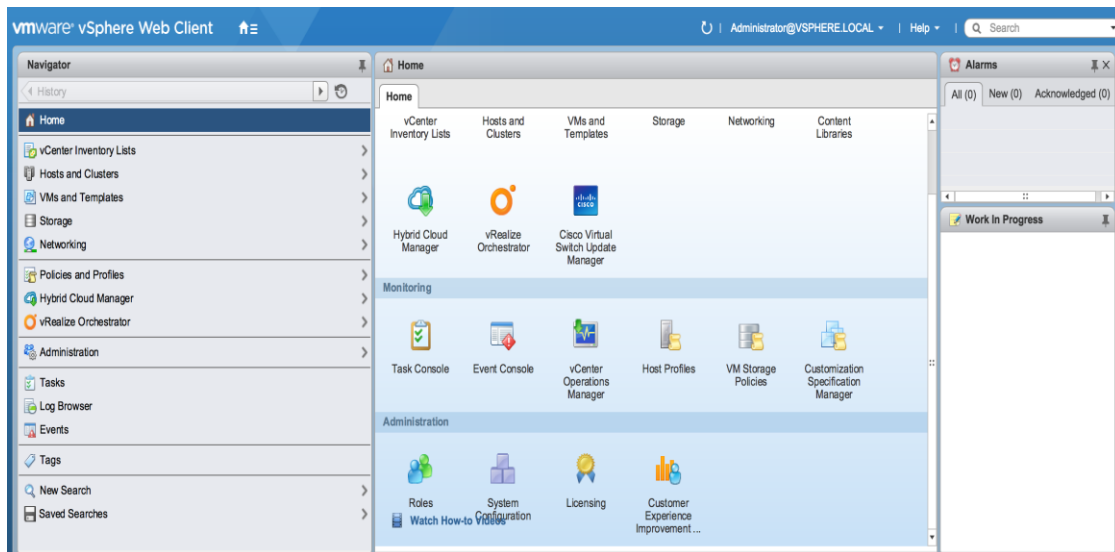 vmware® vSphere Web Client
Administrator@VSPHERE.LOCAL
Help
Search
Navigator
History
Home
vCenter Inventory Lists
Hosts and Clusters
VMs and Templates
Storage
Networking
Policies and Profiles
Hybrid Cloud Manager
vRealize Orchestrator
Administration
Tasks
Log Browser
Events
Tags
New Search
Saved Searches
Home
Home
vCenter
Inventory Lists
Hosts and
Clusters
VMs and
Templates
Storage
Networking
Content
Libraries
Hybrid Cloud
Manager
vRealize
Orchestrator
CISCO
Cisco Virtual
Switch Update
Manager
Monitoring
Task Console
Event Console
vCenter
Operations
Manager
Host Profiles
VM Storage
Policies
Customization
Specification
Manager
Administration
Roles
System
Configuration
Licensing
Customer
Experience
Improvement ...
Watch How-to Videos
Alarms
All (0)
New (0)
Acknowledged (0)
Work In Progress